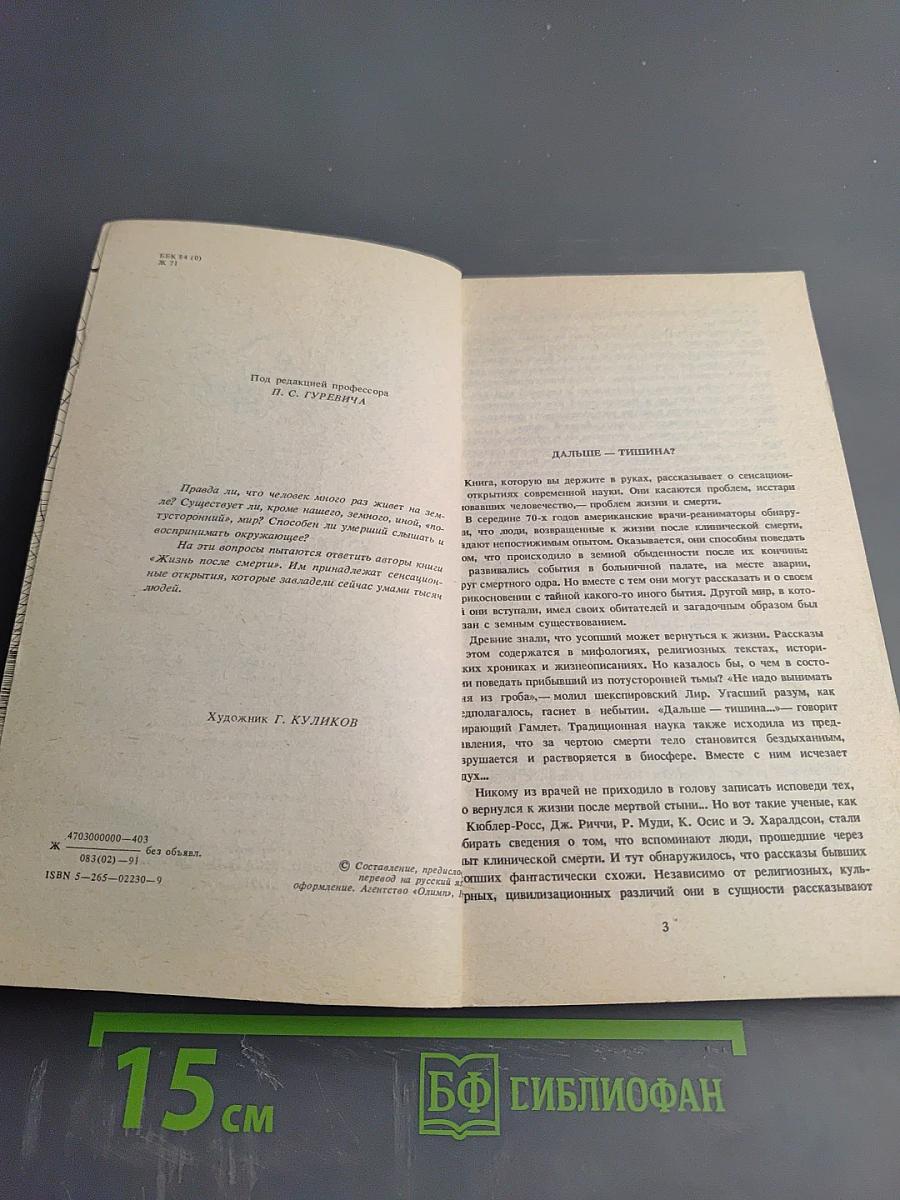 ББК 84 (0)
Ж 71
Под редакцией профессора
П. С. ГУРЕВИЧА
Правда ли, что человек много раз живет на зем-
ле? Существует ли, кроме нашего, земного, иной, «по-
тусторонний», мир? Способен ли умерший слышать и
воспринимать окружающее?
На эти вопросы пытаются ответить авторы книги
«Жизнь после смерти». Им принадлежат сенсацион-
ные открытия, которые завладели сейчас умами тысяч
людей.
Художник Г. КУЛИКОВ
Ж 4703000000—403
083(02)—91 без объявл.
ISBN 5—265—02230—9
© Составление, предисло
перевод на русский яз
оформление. Агентство «Олимп»,
ДАЛЬШЕ — ТИШИНА?
Книга, которую вы держите в руках, рассказывает о сенсацион-
открытиях современной науки. Они касаются проблем, исстари
новавших человечество,— проблем жизни и смерти.
В середине 70-х годов американские врачи-реаниматоры обнару-
и, что люди, возвращенные к жизни после клинической смерти,
адают непостижимым опытом. Оказывается, они способны поведать
ом, что происходило в земной обыденности после их кончины:
развивались события в больничной палате, на месте аварии,
руг смертного одра. Но вместе с тем они могут рассказать и о своем
рикосновении с тайной какого-то иного бытия. Другой мир, в кото-
й они вступали, имел своих обитателей и загадочным образом был
зан с земным существованием.
Древние знали, что усопший может вернуться к жизни. Рассказы
этом содержатся в мифологиях, религиозных текстах, истори-
ких хрониках и жизнеописаниях. Но казалось бы, о чем в состо-
ии поведать прибывший из потусторонней тьмы? «Не надо вынимать
ня из гроба»,— молил шекспировский Лир. Угасший разум, как
едполагалось, гаснет в небытии. «Дальше — тишина...»— говорит
ирающий Гамлет. Традиционная наука также исходила из пред-
авления, что за чертою смерти тело становится бездыханным,
зрушается и растворяется в биосфере. Вместе с ним исчезает
дух...
Никому из врачей не приходило в голову записать исповеди тех,
о вернулся к жизни после мертвой стыни... Но вот такие ученые, как
Кюблер-Росс, Дж. Риччи, Р. Муди, К. Осис и Э. Харалдсон, стали
бирать сведения о том, что вспоминают люди, прошедшие через
ыт клинической смерти. И тут обнаружилось, что рассказы бывших
опших фантастически схожи. Независимо от религиозных, куль-
рных, цивилизационных различий они в сущности рассказывают
3
15 см
БФ БИБЛИОФАН